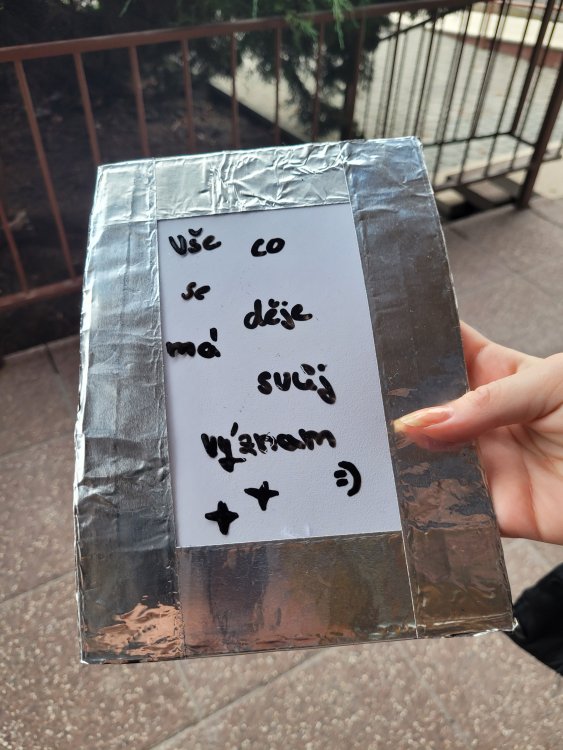 Vše co
se
děje
má
svůj
význam
:)